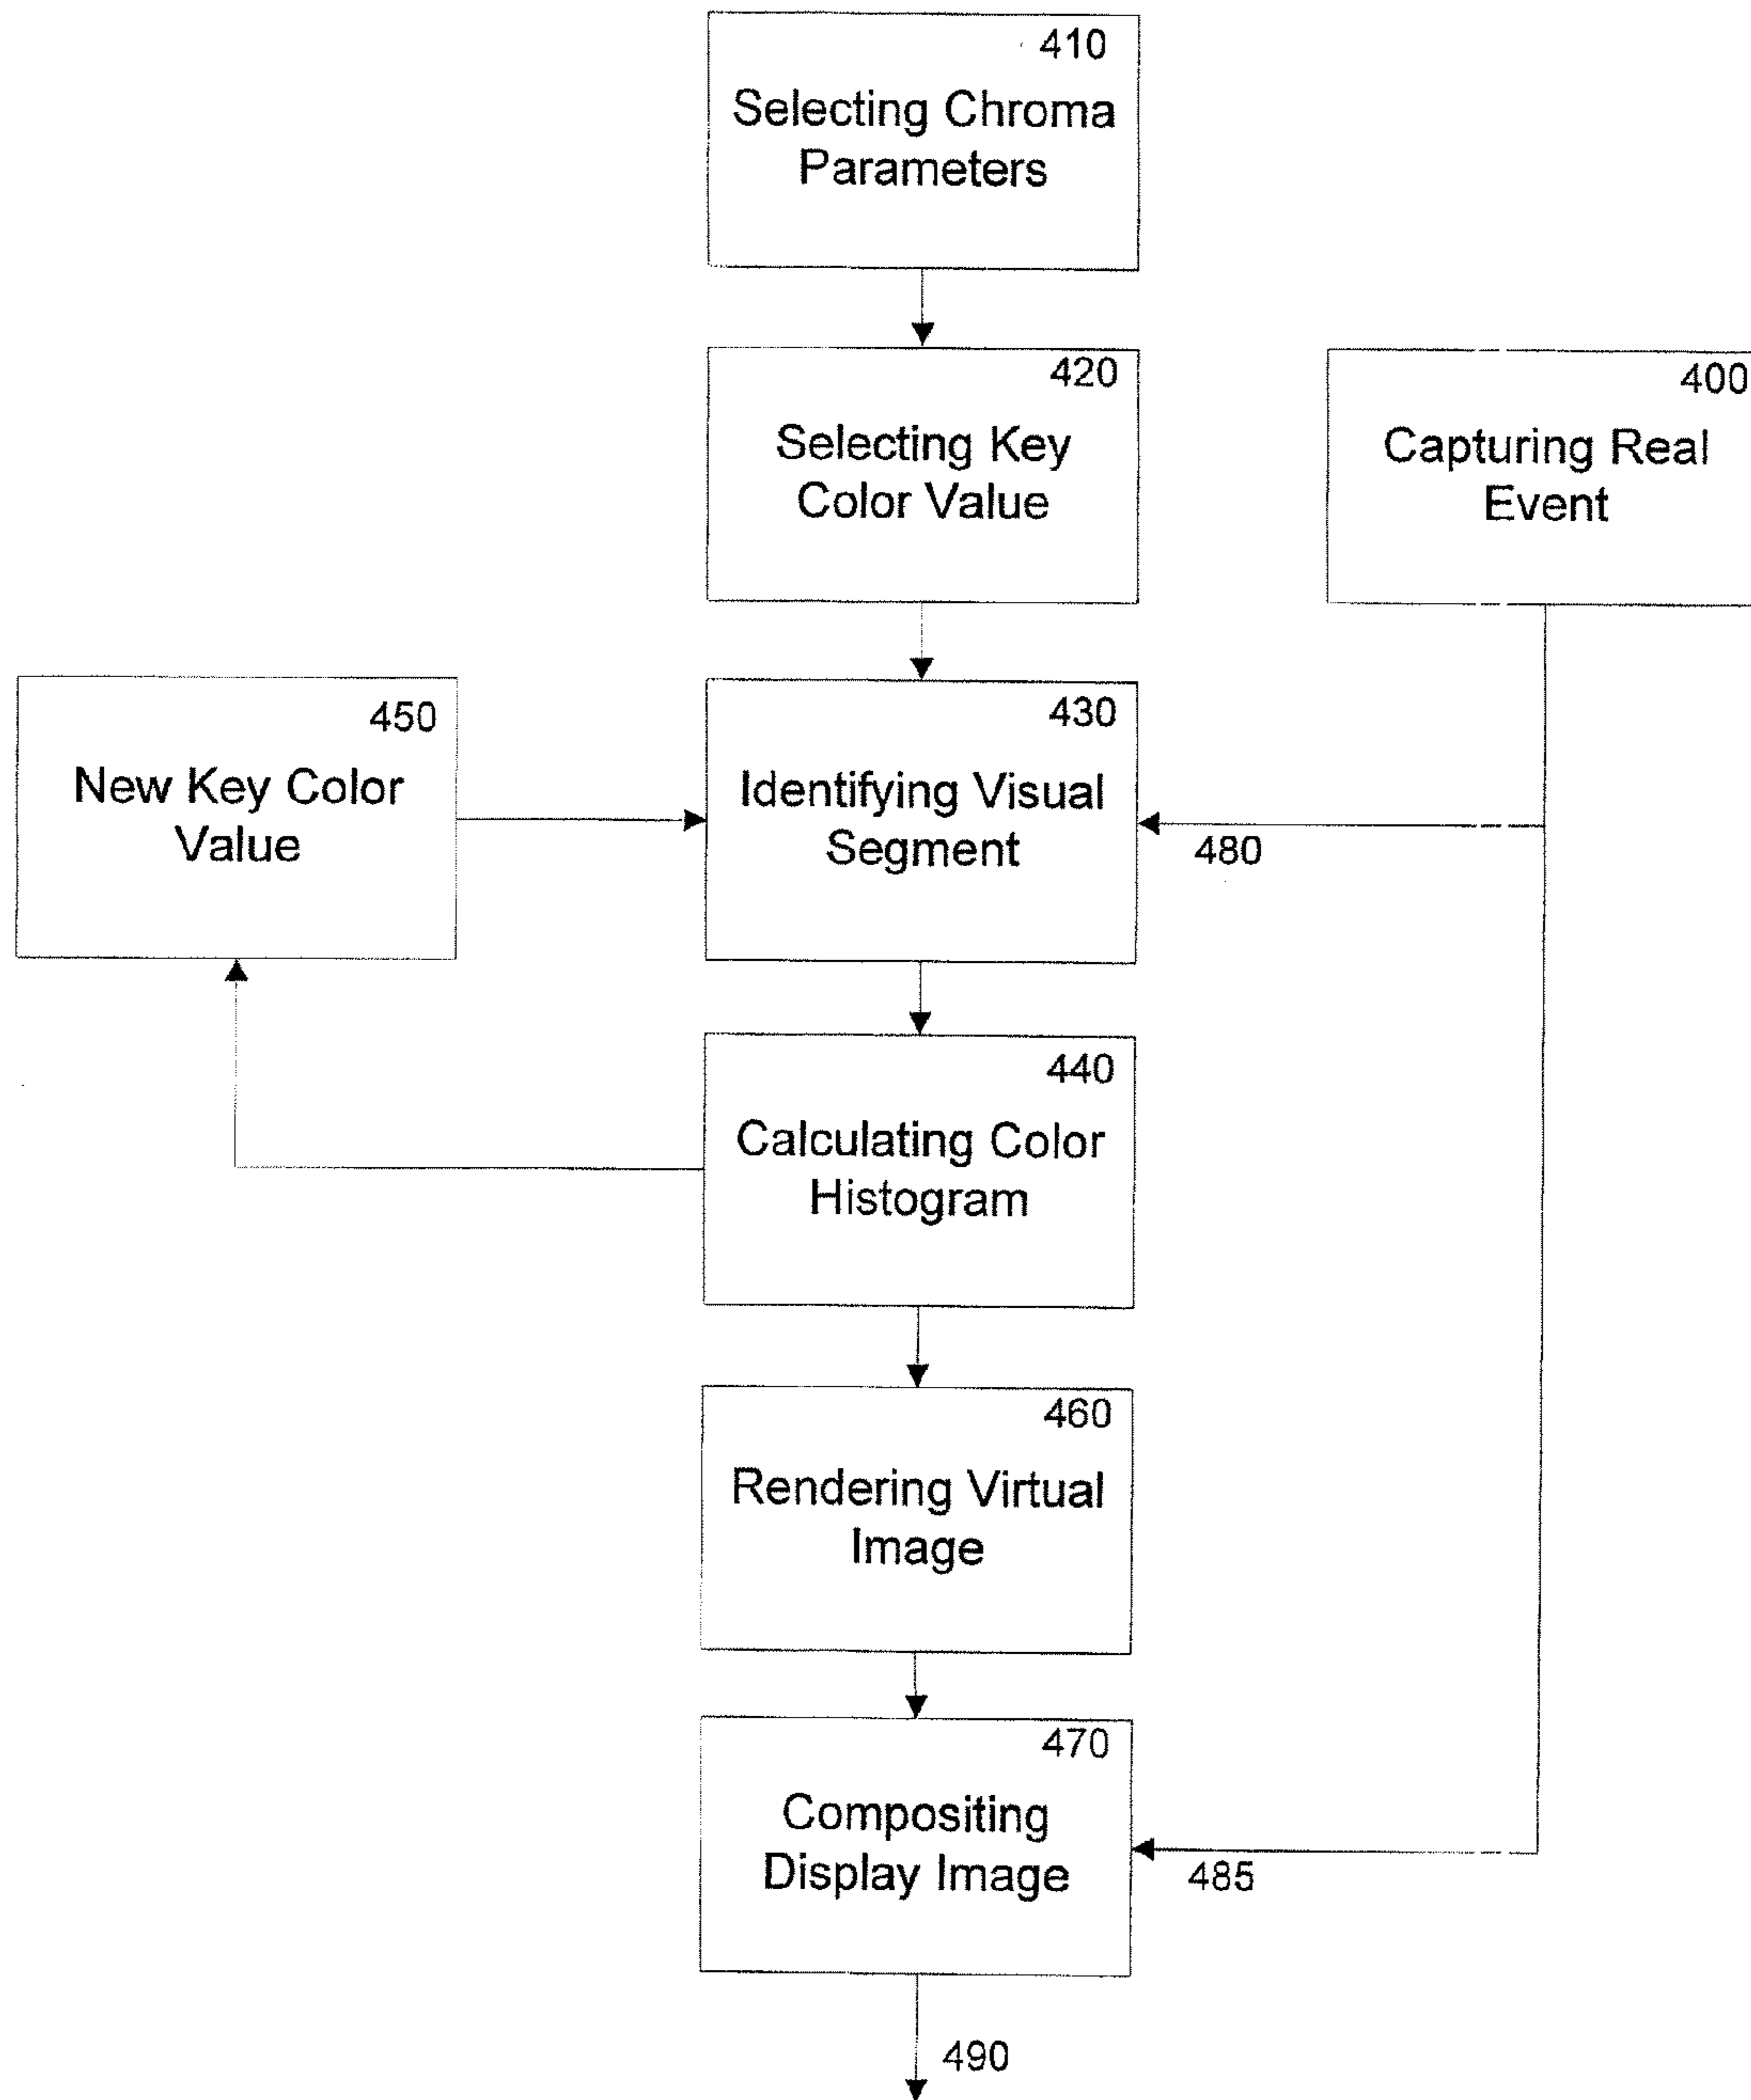 410
Selecting Chroma
Parameters
420
Selecting Key
Color Value
400
Capturing Real
Event
450
New Key Color
Value
430
Identifying Visual
Segment
480
440
Calculating Color
Histogram
460
Rendering Virtual
Image
470
Compositing
Display Image
485
490